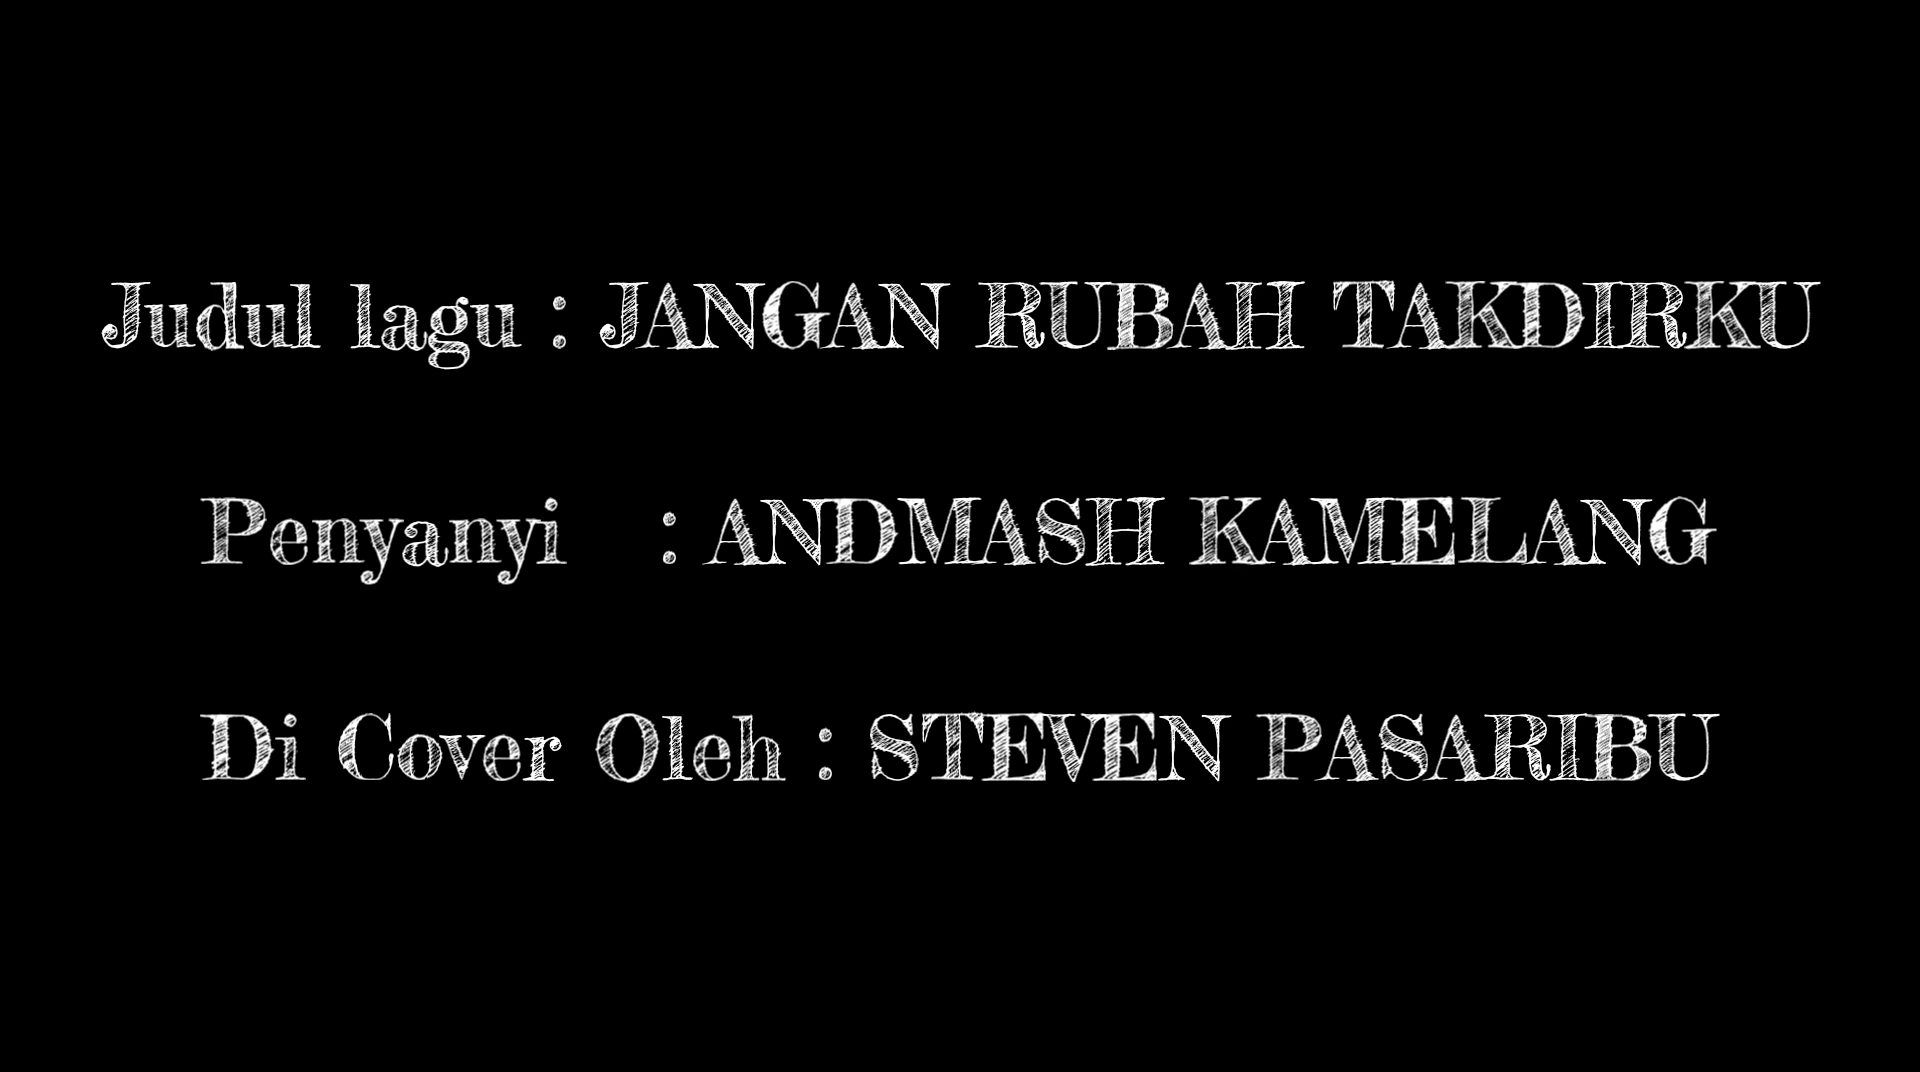 Judul lagu : JANGAN RUBAH TAKDIRKU
Penyanyi : ANDMASH KAMELANG
Di Cover Oleh : STEVEN PASARIBU